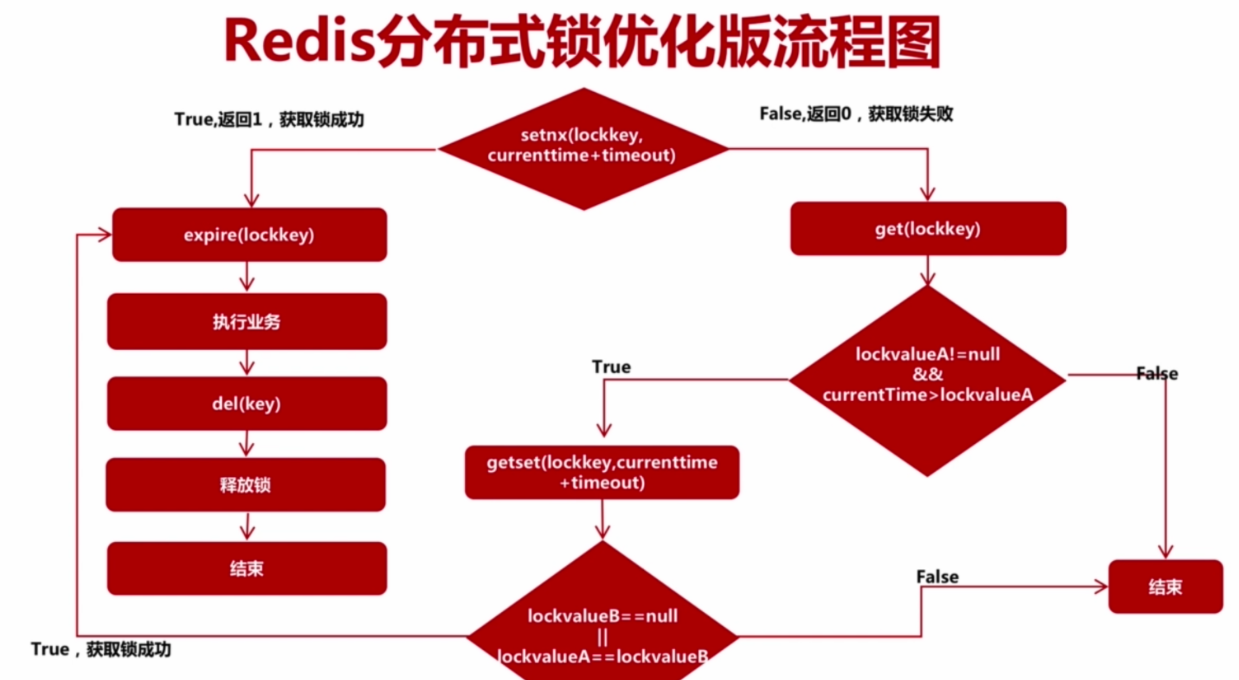 Redis分布式锁优化版流程图
True,返回1，获取锁成功
False,返回0，获取锁失败
setnx(lockkey,
currenttime+timeout)
expire(lockkey)
get(lockkey)
执行业务
lockvalueA!=null
&&
currentTime>lockvalueA
True
False
del(key)
getset(lockkey,currenttime
+timeout)
释放锁
结束
False
结束
lockvalueB==null
||
lockvalueA==lockvalueB
True，获取锁成功